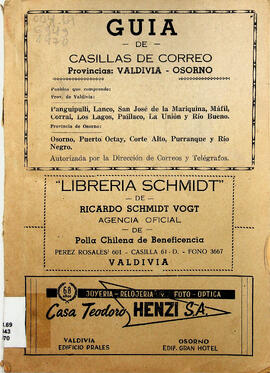 GUIA
DE
CASILLAS DE CORREO
Provincias: VALDIVIA - OSORNO
Pueblos que comprende:
Prov. de Valdivia:
Panguipulli, Lanco, San José de la Mariquina, Máfil,
Corral, Los Lagos, Paillaco, La Unión y Río Bueno.
Provincia de Osorno:
Osorno, Puerto Octay, Corte Alto, Purranque y Río
Negro.
Autorizada por la Dirección de Correos y Telégrafos.
"LIBRERIA SCHMIDT"
DE
RICARDO SCHMIDT VOGT
AGENCIA OFICIAL
DE
Polla Chilena de Beneficencia
PEREZ ROSALES 601 - CASILLA 61-D. - FONO 3667
VALDIVIA
JOYERIA - RELOJERIA Y FOTO-OPTICA
Casa Teodoro HENZI S.A.
VALDIVIA
EDIFICIO PRALES
OSORNO
EDIF. GRAN HOTEL